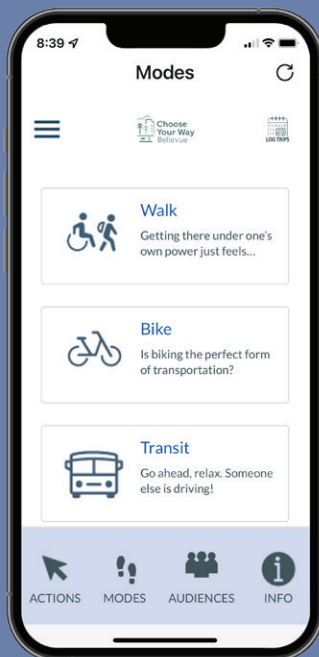 8:39
Modes
Choose
Your Way
Bellevue
LOG TRIPS
Walk
Getting there under one’s
own power just feels...
Bike
Is biking the perfect form
of transportation?
Transit
Go ahead, relax. Someone
else is driving!
ACTIONS MODES AUDIENCES INFO